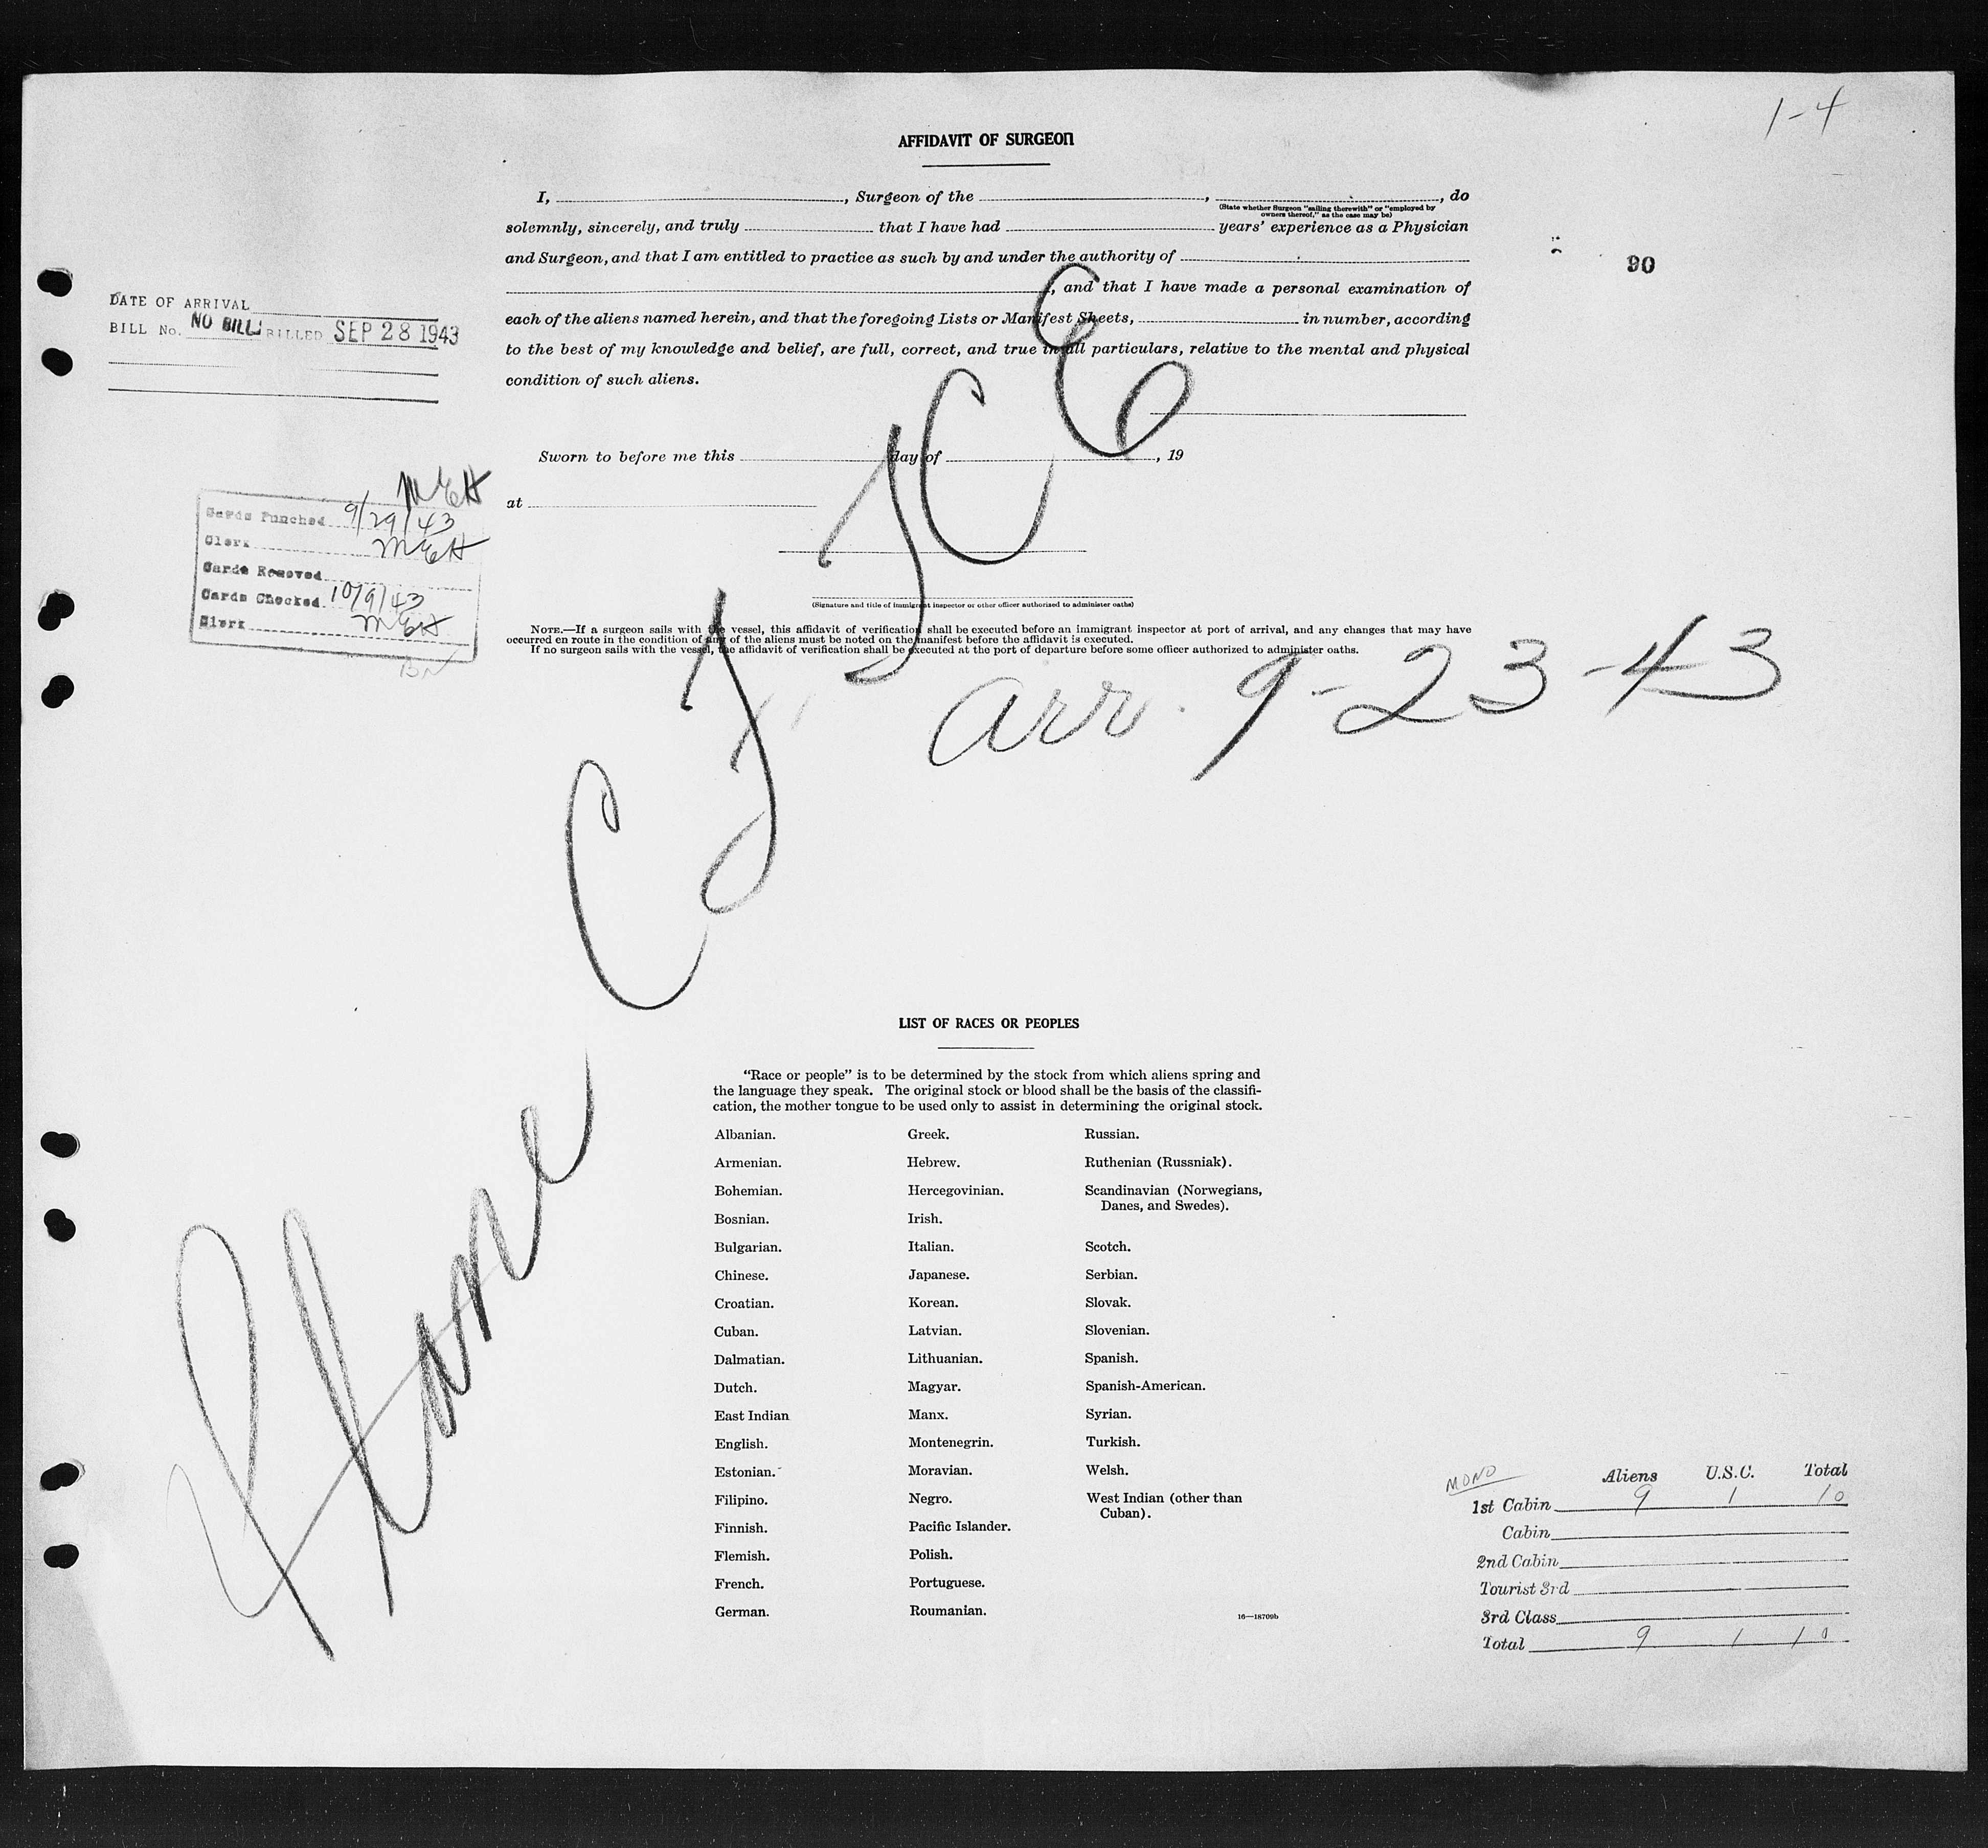 1-4
AFFIDAVIT OF SURGEON
I, , Surgeon of the , , do
(State whether Surgeon "sailing therewith" or "employed by
owners thereof," as the case may be)
solemnly, sincerely, and truly that I have had years' experience as a Physician
and Surgeon, and that I am entitled to practice as such by and under the authority of
, and that I have made a personal examination of
each of the aliens named herein, and that the foregoing Lists or Manifest Sheets, in number, according
to the best of my knowledge and belief, are full, correct, and true in all particulars, relative to the mental and physical
condition of such aliens.
90
DATE OF ARRIVAL
BILL No. NO BILL BILLED SEP 28 1943
Sworn to before me this day of , 19
at
(Signature and title of immigrant inspector or other officer authorized to administer oaths)
MEH
Cards Punched 9/29/43
Clerk MEH
Cards Removed
Cards Checked 10/9/43
Clerk MEH
NOTE.—If a surgeon sails with the vessel, this affidavit of verification shall be executed before an immigrant inspector at port of arrival, and any changes that may have
occurred en route in the condition of any of the aliens must be noted on the manifest before the affidavit is executed.
If no surgeon sails with the vessel, the affidavit of verification shall be executed at the port of departure before some officer authorized to administer oaths.
arr. 9-23-43
Plane
LIST OF RACES OR PEOPLES
"Race or people" is to be determined by the stock from which aliens spring and
the language they speak. The original stock or blood shall be the basis of the classifi-
cation, the mother tongue to be used only to assist in determining the original stock.
Albanian. Greek. Russian.
Armenian. Hebrew. Ruthenian (Russniak).
Bohemian. Hercegovinian. Scandinavian (Norwegians,
Danes, and Swedes).
Bosnian. Irish.
Bulgarian. Italian. Scotch.
Chinese. Japanese. Serbian.
Croatian. Korean. Slovak.
Cuban. Latvian. Slovenian.
Dalmatian. Lithuanian. Spanish.
Dutch. Magyar. Spanish-American.
East Indian Manx. Syrian.
English. Montenegrin. Turkish.
Estonian. Moravian. Welsh.
Filipino. Negro. West Indian (other than
Cuban).
Finnish. Pacific Islander.
Flemish. Polish.
French. Portuguese.
German. Roumanian.
16—18709b
MONO Aliens U.S.C. Total
1st Cabin 9 1 10
Cabin
2nd Cabin
Tourist 3rd
3rd Class
Total 9 1 10